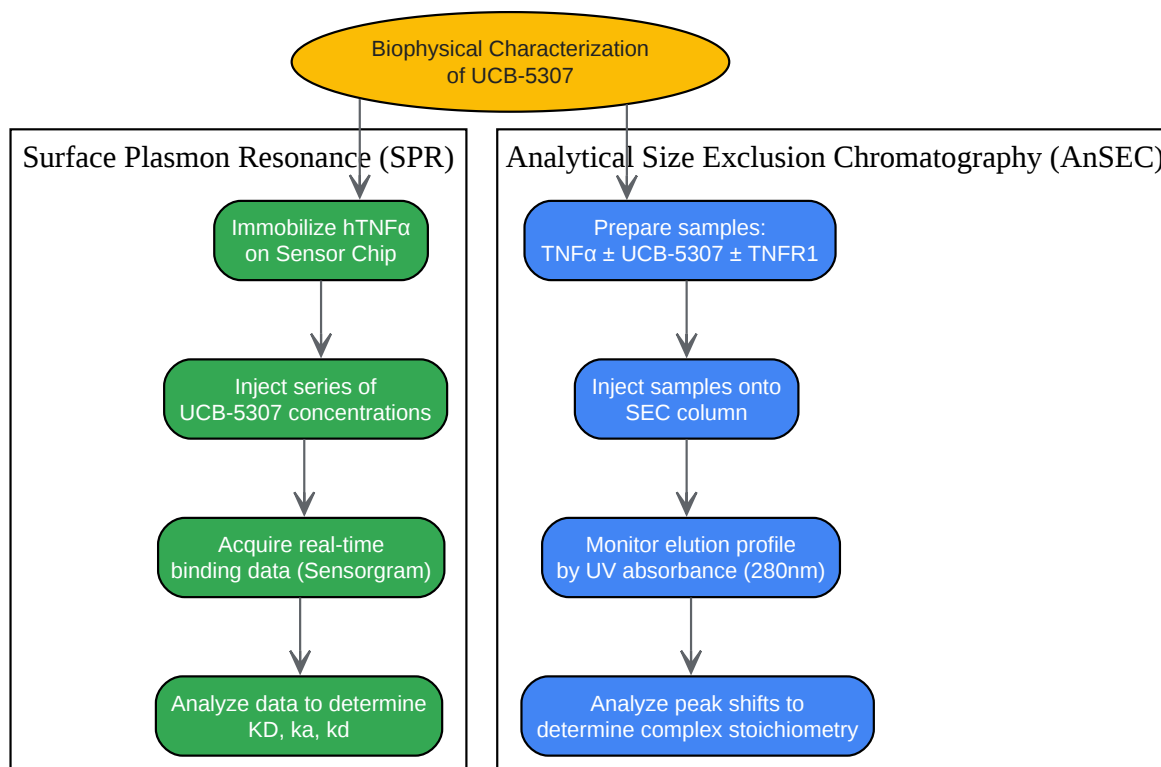 Biophysical Characterization
of UCB-5307
Surface Plasmon Resonance (SPR)
Immobilize hTNFα
on Sensor Chip
Inject series of
UCB-5307 concentrations
Acquire real-time
binding data (Sensorgram)
Analyze data to determine
KD, ka, kd
Analytical Size Exclusion Chromatography (AnSEC)
Prepare samples:
TNFα ± UCB-5307 ± TNFR1
Inject samples onto
SEC column
Monitor elution profile
by UV absorbance (280nm)
Analyze peak shifts to
determine complex stoichiometry